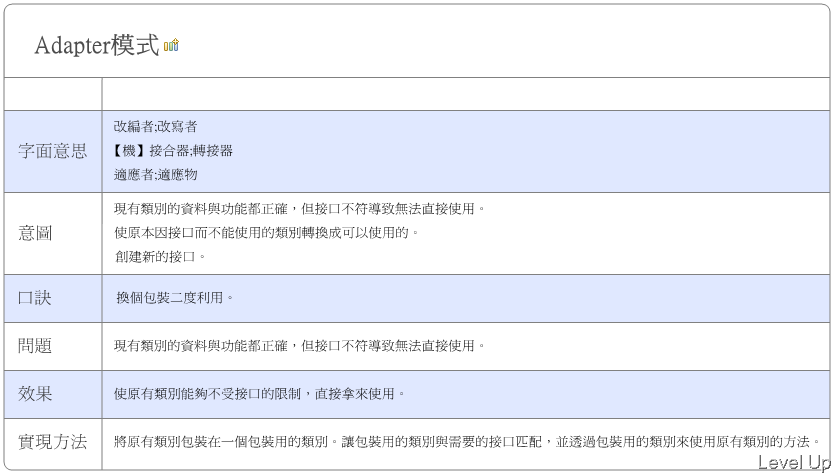 Adapter模式
字面意思
改編者;改寫者
【機】接合器;轉接器
適應者;適應物
意圖
現有類別的資料與功能都正確，但接口不符導致無法直接使用。
使原本因接口而不能使用的類別轉換成可以使用的。
創建新的接口。
口訣
換個包裝二度利用。
問題
現有類別的資料與功能都正確，但接口不符導致無法直接使用。
效果
使原有類別能夠不受接口的限制，直接拿來使用。
實現方法
將原有類別包裝在一個包裝用的類別。讓包裝用的類別與需要的接口匹配，並透過包裝用的類別來使用原有類別的方法。
Level Up